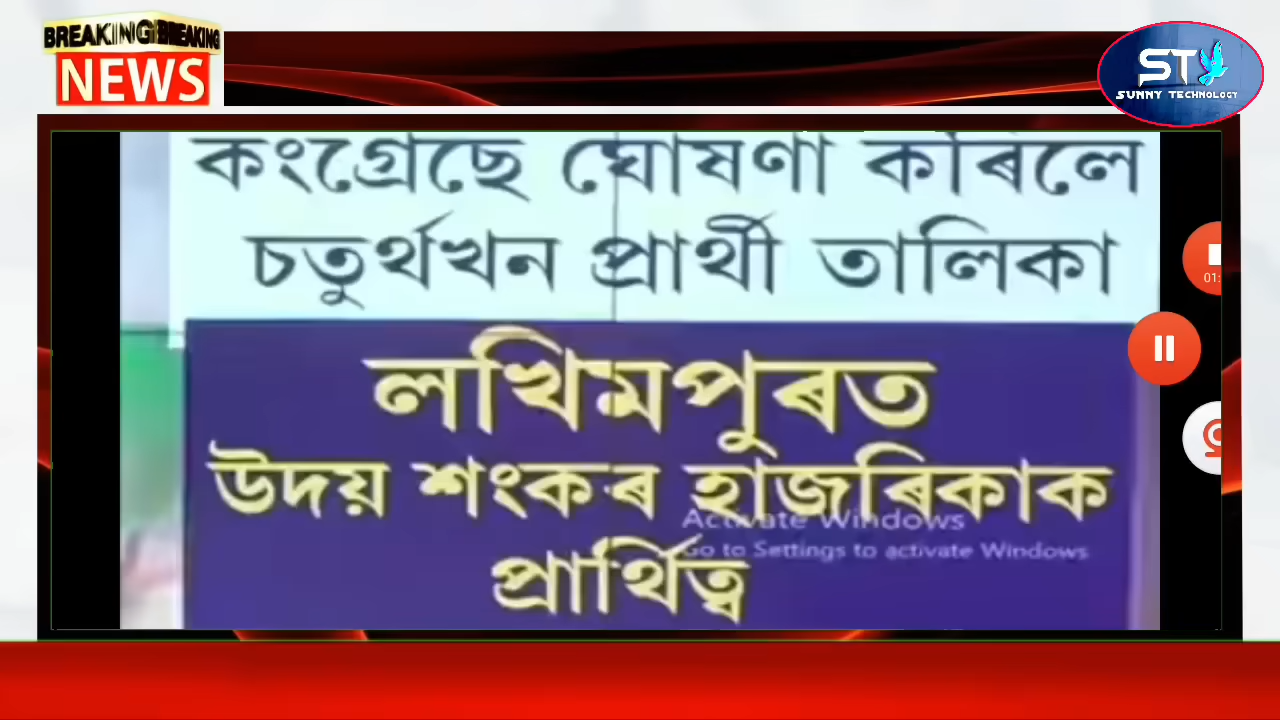 BREAKING BREAKING
NEWS
ST
SUNNY TECHNOLOGY
কংগ্ৰেছে ঘোষণা কৰিলে
চতুৰ্থখন প্ৰাৰ্থী তালিকা
01:
লখিমপুৰত
উদয় শংকৰ হাজৰিকাক
Activate Windows
Go to Settings to activate Windows
প্ৰাৰ্থিত্ব